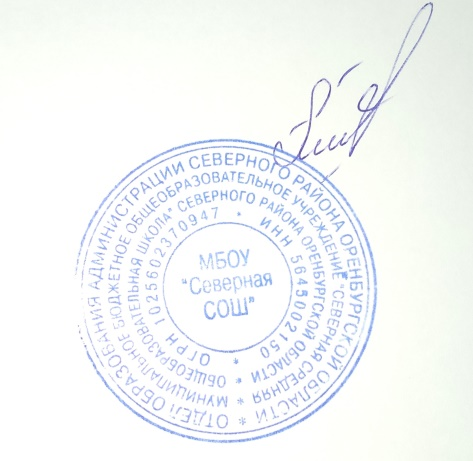 ОТДЕЛ ОБРАЗОВАНИЯ АДМИНИСТРАЦИИ СЕВЕРНОГО РАЙОНА ОРЕНБУРГСКОЙ ОБЛАСТИ *
МУНИЦИПАЛЬНОЕ БЮДЖЕТНОЕ ОБЩЕОБРАЗОВАТЕЛЬНОЕ УЧРЕЖДЕНИЕ "СЕВЕРНАЯ СРЕДНЯЯ *
ОБЩЕОБРАЗОВАТЕЛЬНАЯ ШКОЛА" СЕВЕРНОГО РАЙОНА ОРЕНБУРГСКОЙ ОБЛАСТИ *
ОГРН 1025602370947 * ИНН 5645002150 *
МБОУ
"Северная
СОШ"